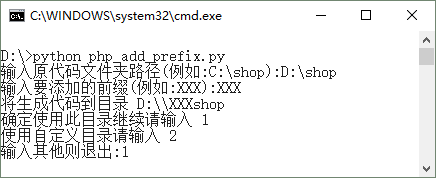 C:\WINDOWS\system32\cmd.exe
D:\>python php_add_prefix.py
输入原代码文件夹路径(例如:C:\shop):D:\shop
输入要添加的前缀(例如:XXX):XXX
将生成代码到目录 D:\\XXXshop
确定使用此目录继续请输入 1
使用自定义目录请输入 2
输入其他则退出:1